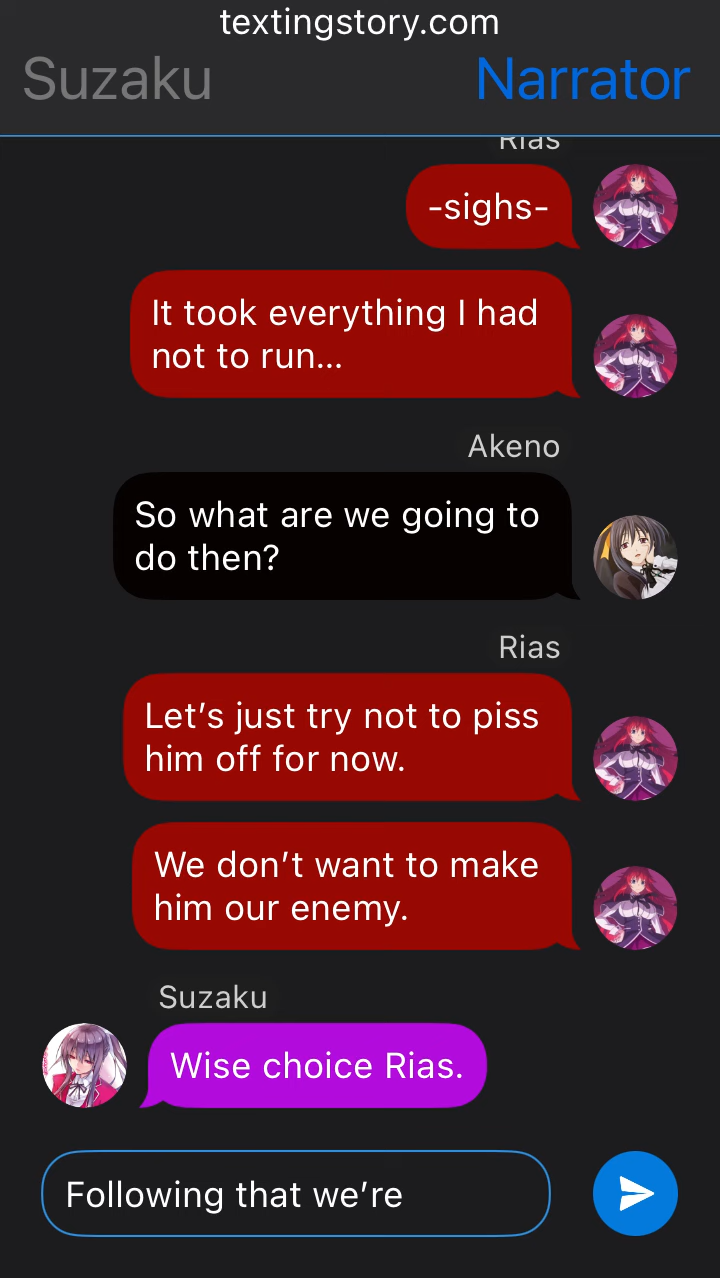 textingstory.com
Suzaku
Narrator
Rias
-sighs-
It took everything I had
not to run...
Akeno
So what are we going to
do then?
Rias
Let’s just try not to piss
him off for now.
We don’t want to make
him our enemy.
Suzaku
Wise choice Rias.
Following that we’re